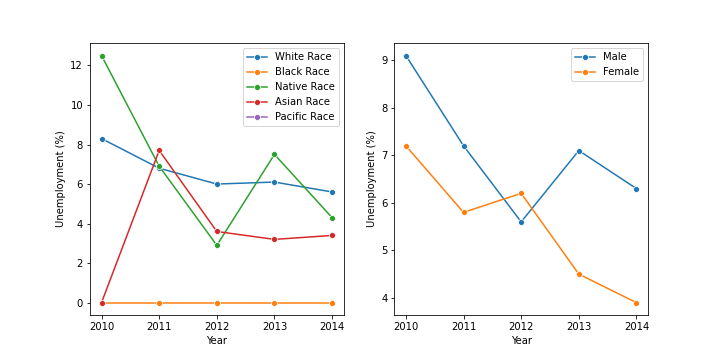 12
10
8
6
4
2
0
Unemployment (%)
2010 2011 2012 2013 2014
Year
White Race
Black Race
Native Race
Asian Race
Pacific Race
9
8
7
6
5
4
Unemployment (%)
2010 2011 2012 2013 2014
Year
Male
Female